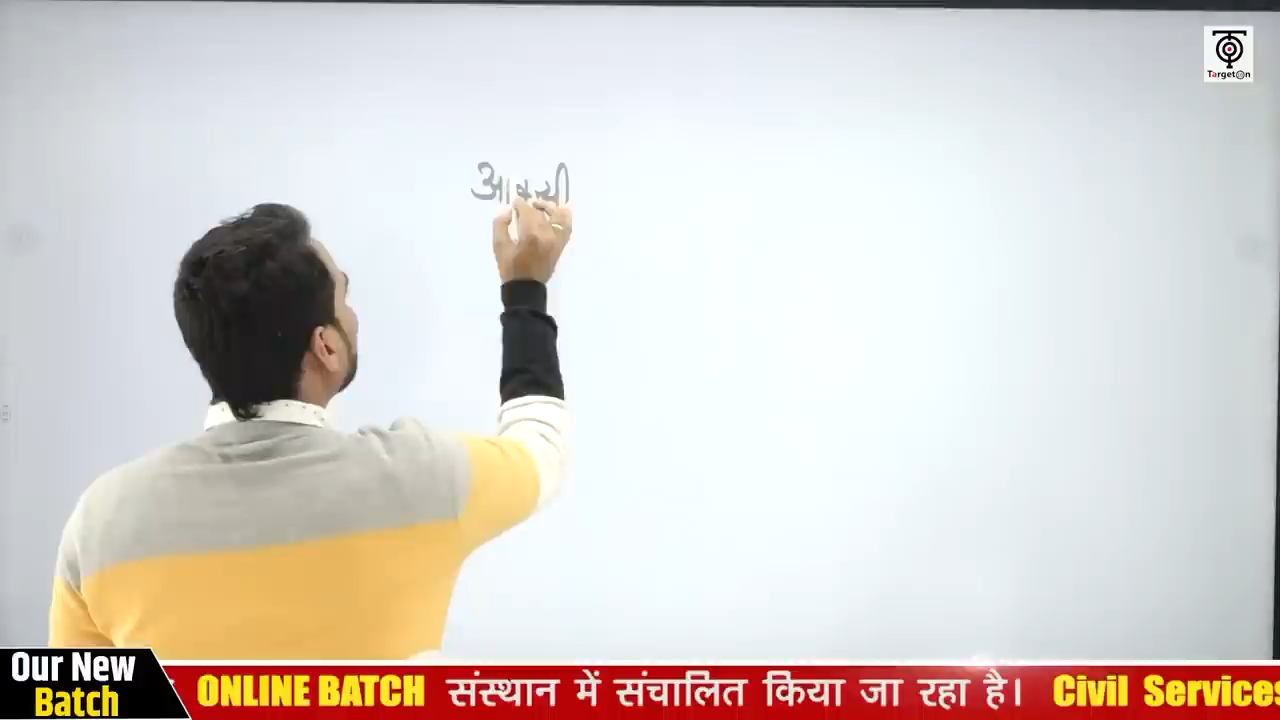 TargetOn
Our New
Batch
ONLINE BATCH संस्थान में संचालित किया जा रहा है। Civil Services